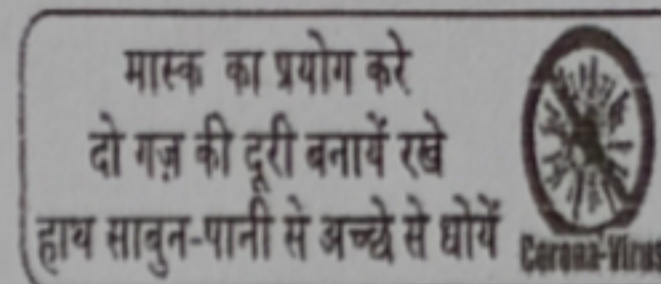 मास्क का प्रयोग करे
दो गज़ की दूरी बनायें रखे
हाथ साबुन-पानी से अच्छे से धोयें
Corona-Virus